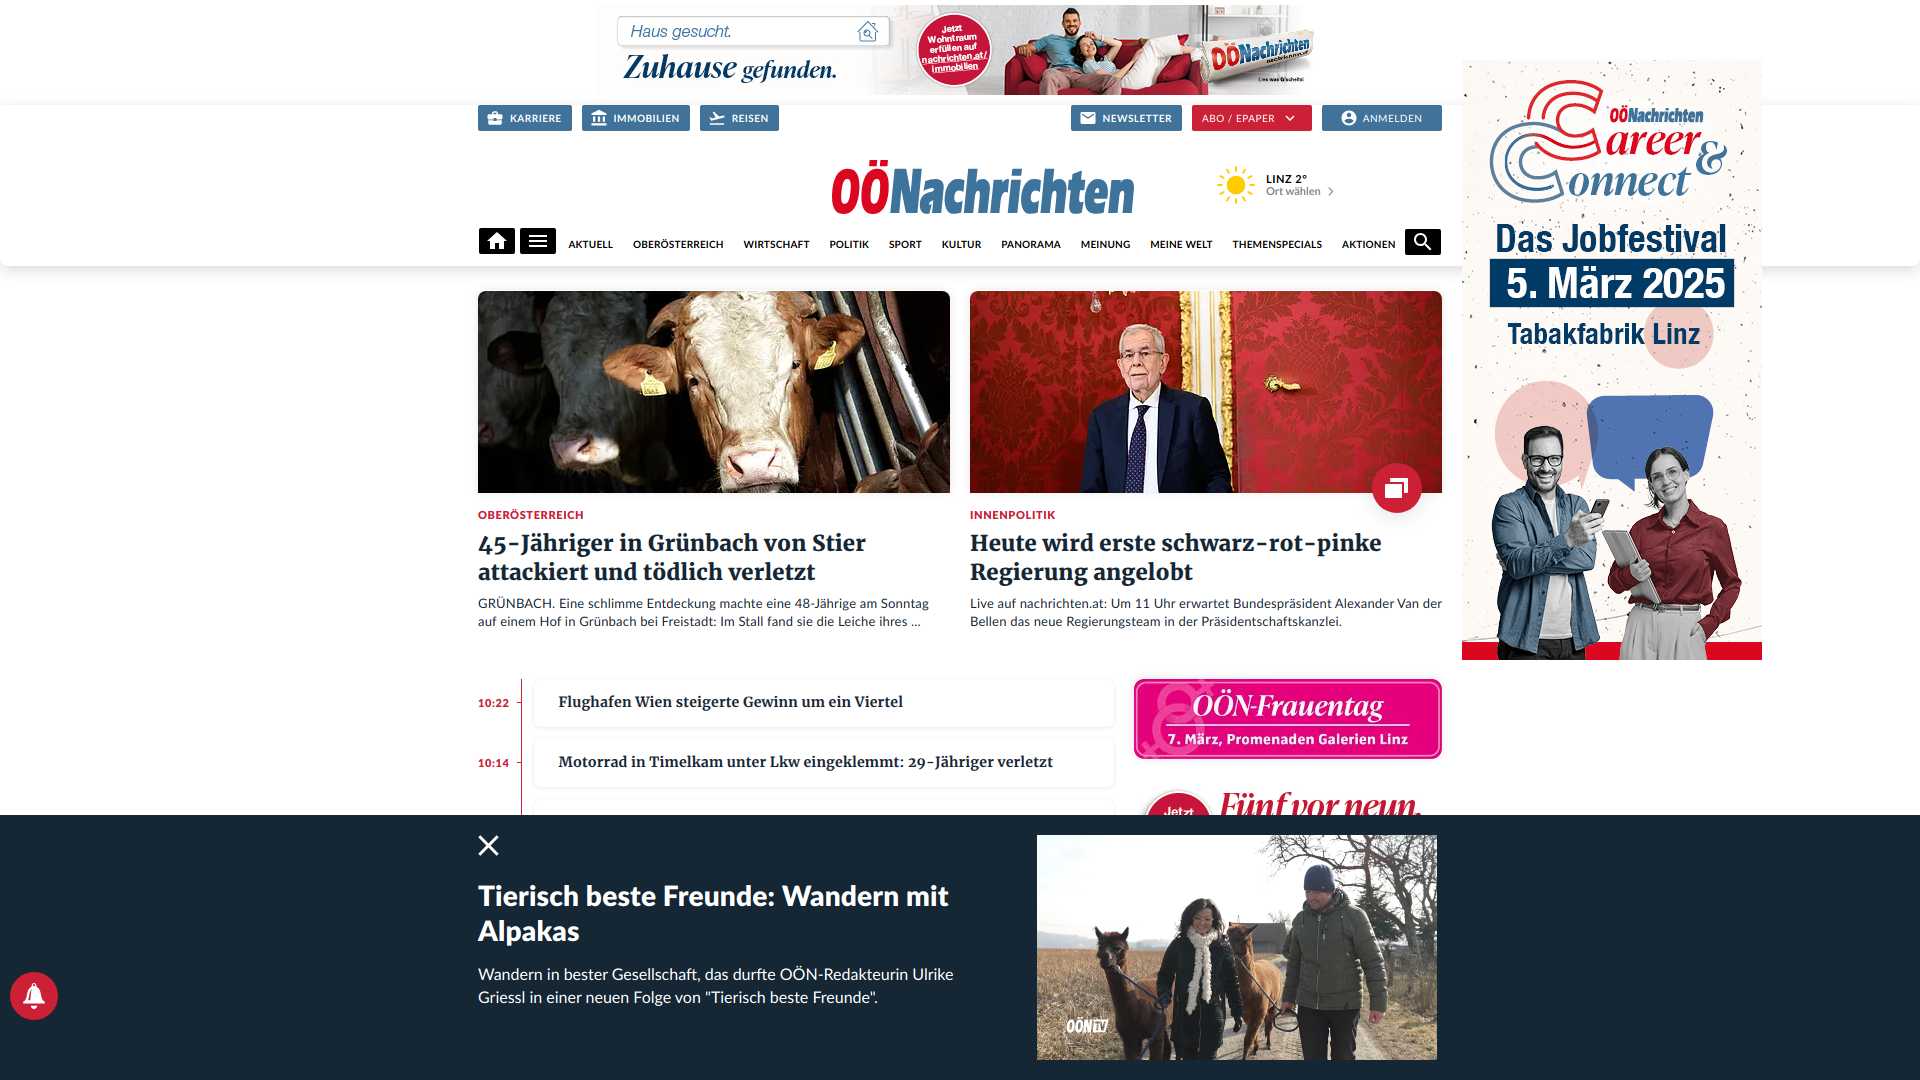 Haus gesucht.
Zuhause gefunden.
Jetzt
Wohntraum
erfüllen auf
nachrichten.at/
immobilien
OÖNachrichten
Lies was G'scheits!
KARRIERE
IMMOBILIEN
REISEN
NEWSLETTER
ABO / EPAPER
ANMELDEN
OÖNachrichten
LINZ 2°
Ort wählen
AKTUELL
OBERÖSTERREICH
WIRTSCHAFT
POLITIK
SPORT
KULTUR
PANORAMA
MEINUNG
MEINE WELT
THEMENSPECIALS
AKTIONEN
OÖNachrichten
Career &
Connect
Das Jobfestival
5. März 2025
Tabakfabrik Linz
OBERÖSTERREICH
45-Jähriger in Grünbach von Stier
attackiert und tödlich verletzt
GRÜNBACH. Eine schlimme Entdeckung machte eine 48-Jährige am Sonntag
auf einem Hof in Grünbach bei Freistadt: Im Stall fand sie die Leiche ihres ...
INNENPOLITIK
Heute wird erste schwarz-rot-pinke
Regierung angelobt
Live auf nachrichten.at: Um 11 Uhr erwartet Bundespräsident Alexander Van der
Bellen das neue Regierungsteam in der Präsidentschaftskanzlei.
10:22
Flughafen Wien steigerte Gewinn um ein Viertel
10:14
Motorrad in Timelkam unter Lkw eingeklemmt: 29-Jähriger verletzt
OÖN-Frauentag
7. März, Promenaden Galerien Linz
Jetzt
Fünf vor neun.
Tierisch beste Freunde: Wandern mit
Alpakas
Wandern in bester Gesellschaft, das durfte OÖN-Redakteurin Ulrike
Griessl in einer neuen Folge von "Tierisch beste Freunde".
OÖN TV